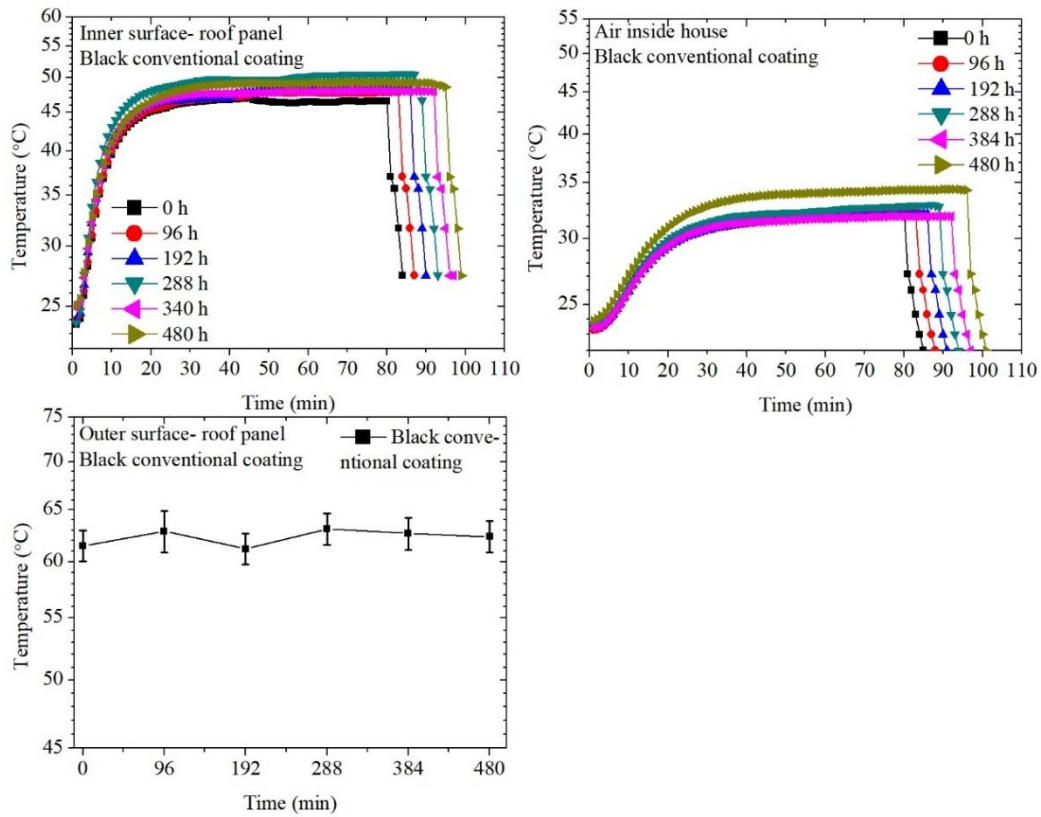 Inner surface- roof panel
Black conventional coating
60
55
50
45
40
35
30
25
Temperature (°C)
0 h
96 h
192 h
288 h
340 h
480 h
0 10 20 30 40 50 60 70 80 90 100 110
Time (min)
Air inside house
Black conventional coating
55
50
45
40
35
30
25
Temperature (°C)
0 h
96 h
192 h
288 h
384 h
480 h
0 10 20 30 40 50 60 70 80 90 100 110
Time (min)
Outer surface- roof panel
Black conventional coating
Black conve-
ntional coating
75
70
65
60
55
50
45
Temperature (°C)
0 96 192 288 384 480
Time (min)